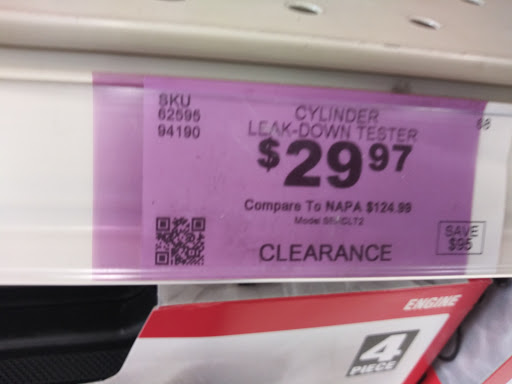 SKU
62595
94190
CYLINDER
LEAK-DOWN TESTER
$29 97
Compare To NAPA $124.99
CLEARANCE
SAVE
$95
ENGINE
4
PIECE